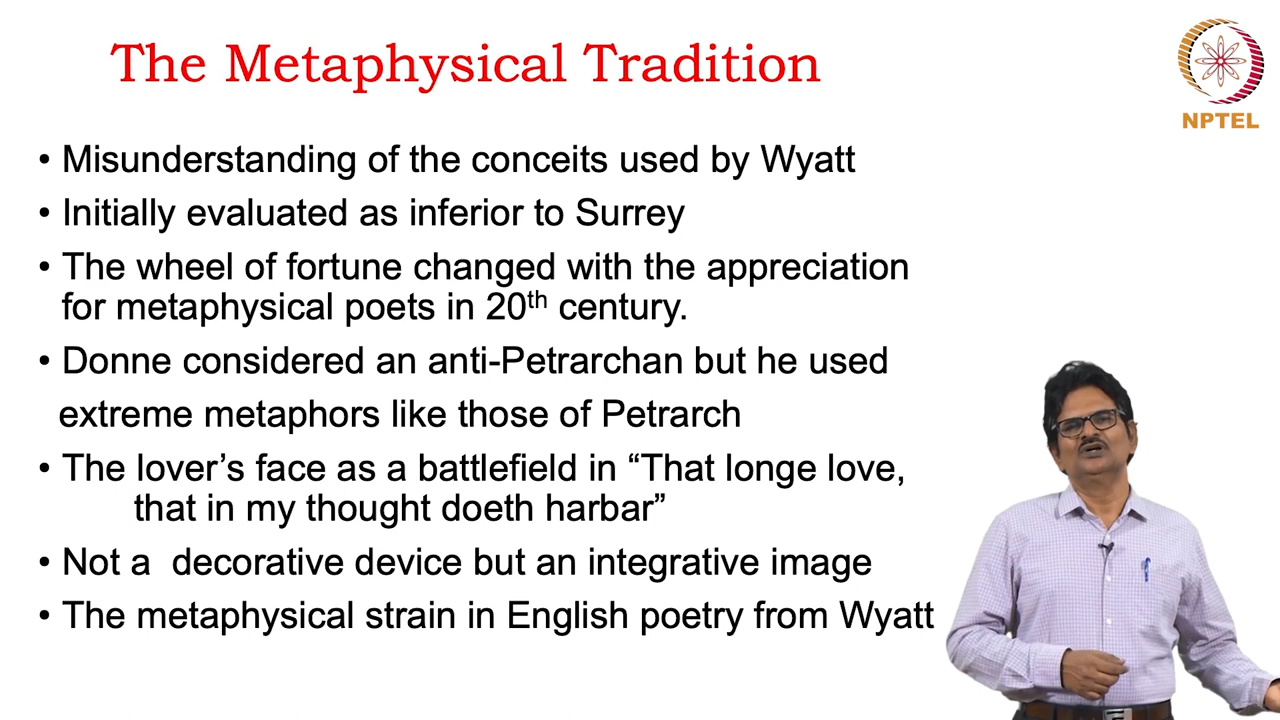 The Metaphysical Tradition
NPTEL
• Misunderstanding of the conceits used by Wyatt
• Initially evaluated as inferior to Surrey
• The wheel of fortune changed with the appreciation
for metaphysical poets in 20th century.
• Donne considered an anti-Petrarchan but he used
extreme metaphors like those of Petrarch
• The lover’s face as a battlefield in “That longe love,
that in my thought doeth harbar”
• Not a decorative device but an integrative image
• The metaphysical strain in English poetry from Wyatt